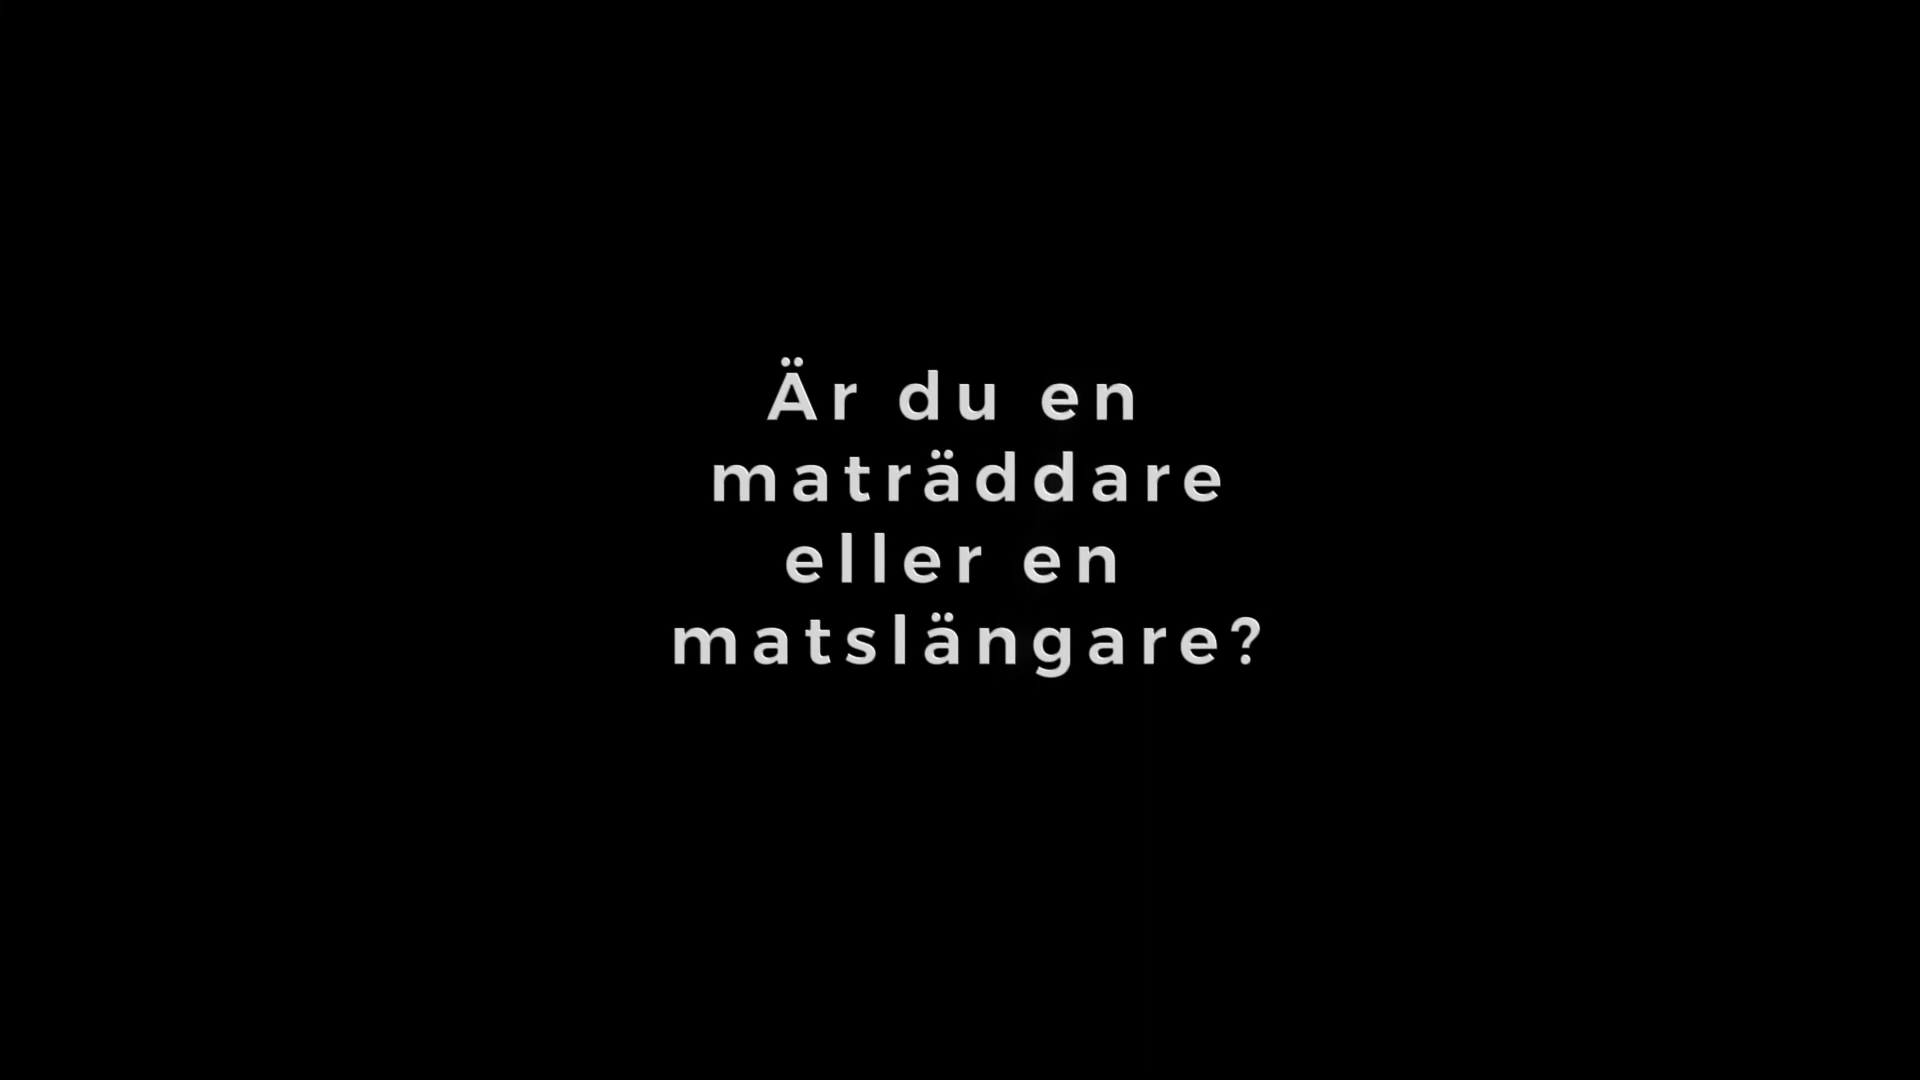 Är du en
maträddare
eller en
matslängare?